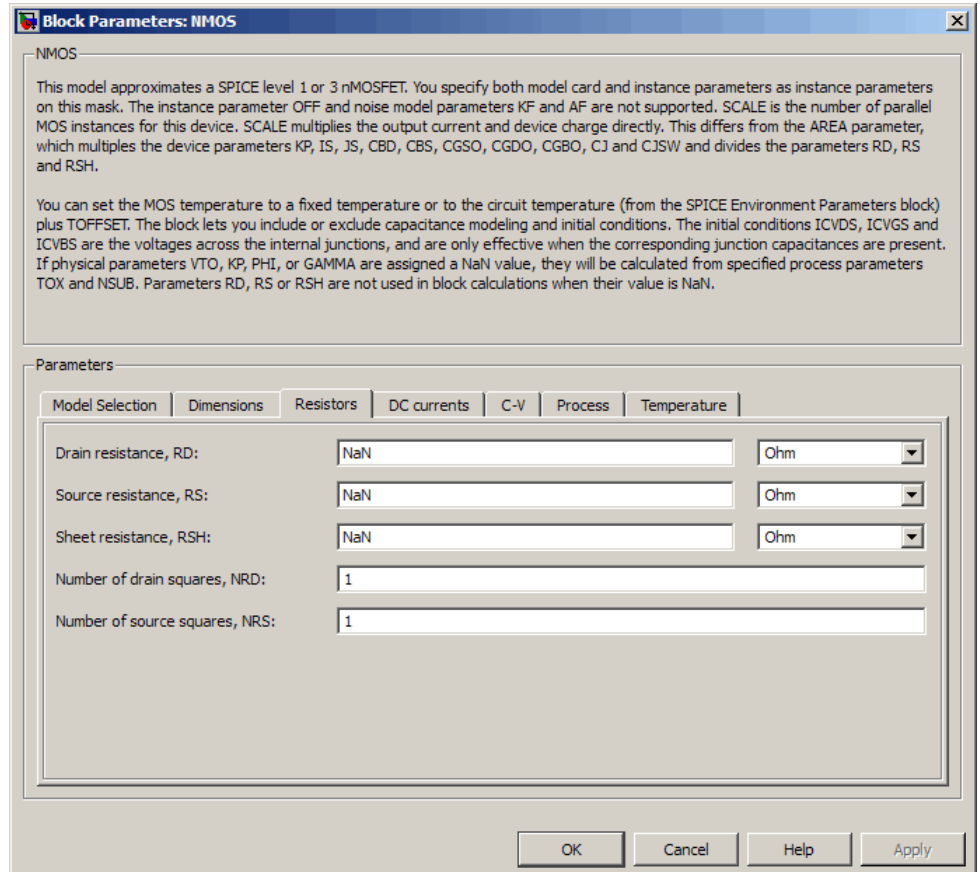 Block Parameters: NMOS
NMOS
This model approximates a SPICE level 1 or 3 nMOSFET. You specify both model card and instance parameters as instance parameters
on this mask. The instance parameter OFF and noise model parameters KF and AF are not supported. SCALE is the number of parallel
MOS instances for this device. SCALE multiplies the output current and device charge directly. This differs from the AREA parameter,
which multiples the device parameters KP, IS, JS, CBD, CBS, CGSO, CGDO, CGBO, CJ and CJSW and divides the parameters RD, RS
and RSH.
You can set the MOS temperature to a fixed temperature or to the circuit temperature (from the SPICE Environment Parameters block)
plus TOFFSET. The block lets you include or exclude capacitance modeling and initial conditions. The initial conditions ICVDS, ICVGS and
ICVBS are the voltages across the internal junctions, and are only effective when the corresponding junction capacitances are present.
If physical parameters VTO, KP, PHI, or GAMMA are assigned a NaN value, they will be calculated from specified process parameters
TOX and NSUB. Parameters RD, RS or RSH are not used in block calculations when their value is NaN.
Parameters
Model Selection Dimensions Resistors DC currents C-V Process Temperature
Drain resistance, RD: NaN Ohm
Source resistance, RS: NaN Ohm
Sheet resistance, RSH: NaN Ohm
Number of drain squares, NRD: 1
Number of source squares, NRS: 1
OK Cancel Help Apply